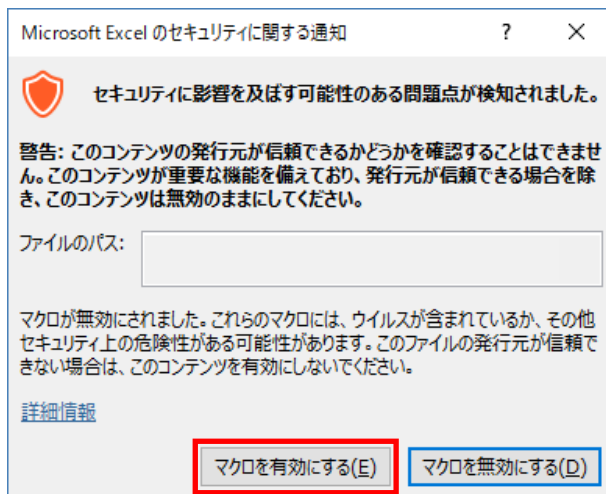 Microsoft Excel のセキュリティに関する通知 ? ×
セキュリティに影響を及ぼす可能性のある問題点が検知されました。
警告: このコンテンツの発行元が信頼できるかどうかを確認することはできませ
ん。このコンテンツが重要な機能を備えており、発行元が信頼できる場合を除
き、このコンテンツは無効のままにしてください。
ファイルのパス:
マクロが無効にされました。これらのマクロには、ウイルスが含まれているか、その他
セキュリティ上の危険性がある可能性があります。このファイルの発行元が信頼で
きない場合は、このコンテンツを有効にしないでください。
詳細情報
マクロを有効にする(E) マクロを無効にする(D)